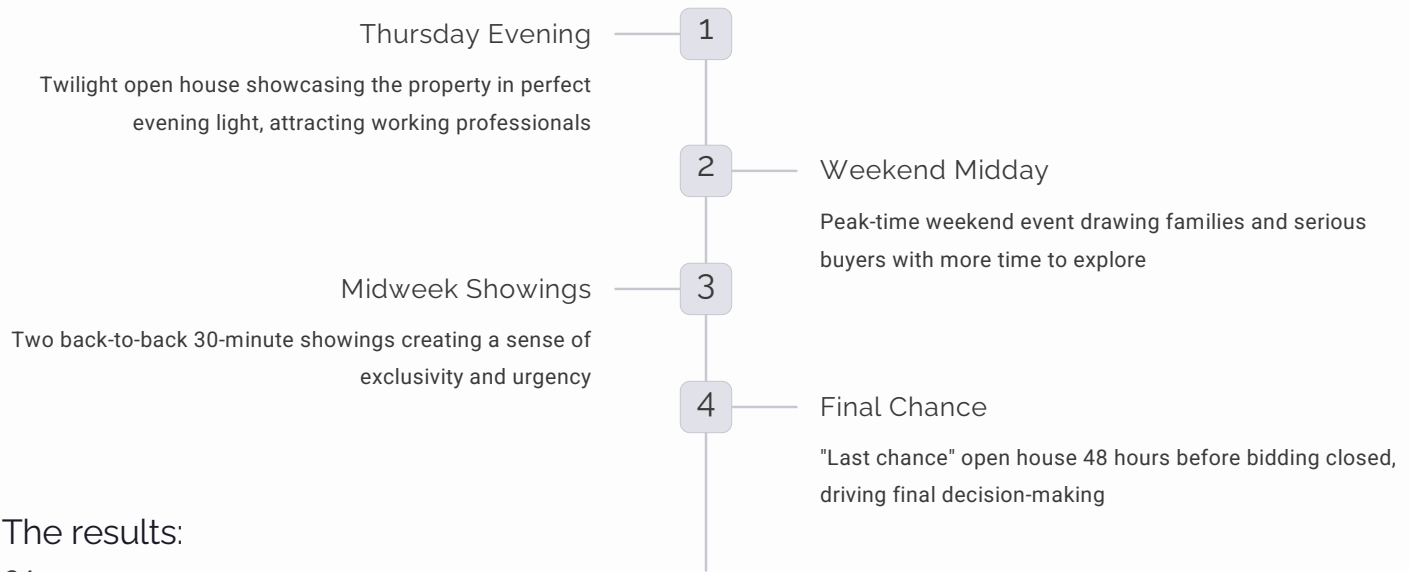 Thursday Evening
1
Twilight open house showcasing the property in perfect
evening light, attracting working professionals
2
Weekend Midday
Peak-time weekend event drawing families and serious
buyers with more time to explore
Midweek Showings
3
Two back-to-back 30-minute showings creating a sense of
exclusivity and urgency
4
Final Chance
"Last chance" open house 48 hours before bidding closed,
driving final decision-making
The results: